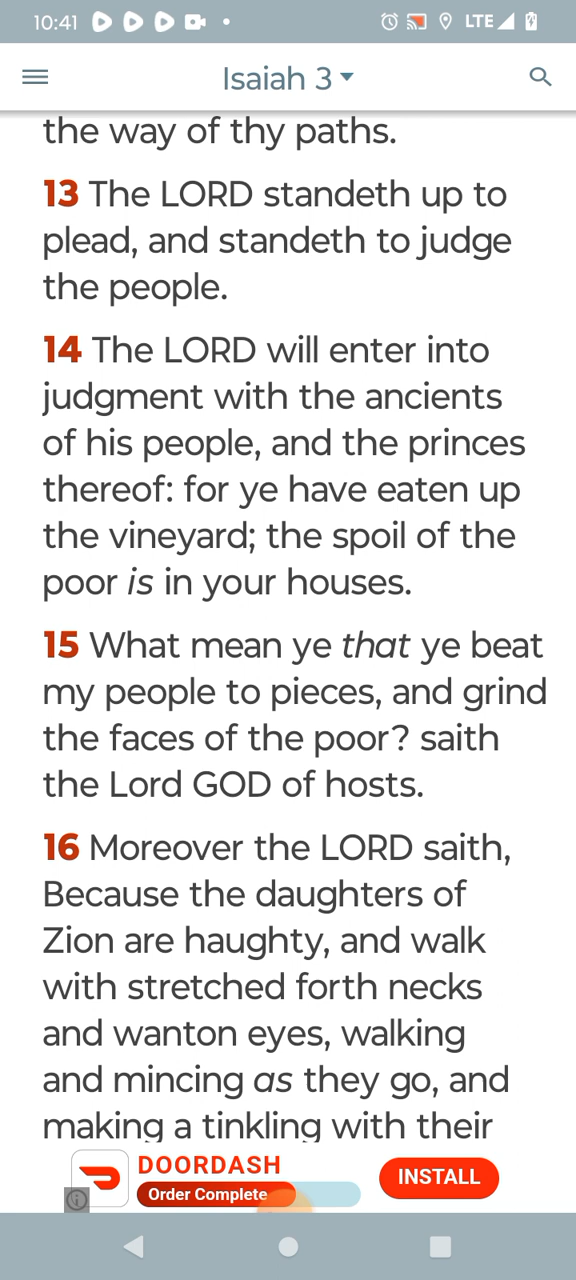 10:41 LTE
Isaiah 3
the way of thy paths.
13 The LORD standeth up to
plead, and standeth to judge
the people.
14 The LORD will enter into
judgment with the ancients
of his people, and the princes
thereof: for ye have eaten up
the vineyard; the spoil of the
poor is in your houses.
15 What mean ye that ye beat
my people to pieces, and grind
the faces of the poor? saith
the Lord GOD of hosts.
16 Moreover the LORD saith,
Because the daughters of
Zion are haughty, and walk
with stretched forth necks
and wanton eyes, walking
and mincing as they go, and
making a tinkling with their
DOORDASH
Order Complete
INSTALL